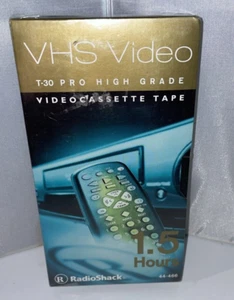 VHS Video
T-30 PRO HIGH GRADE
VIDEOCASSETTE TAPE
1.5
Hours
R RadioShack